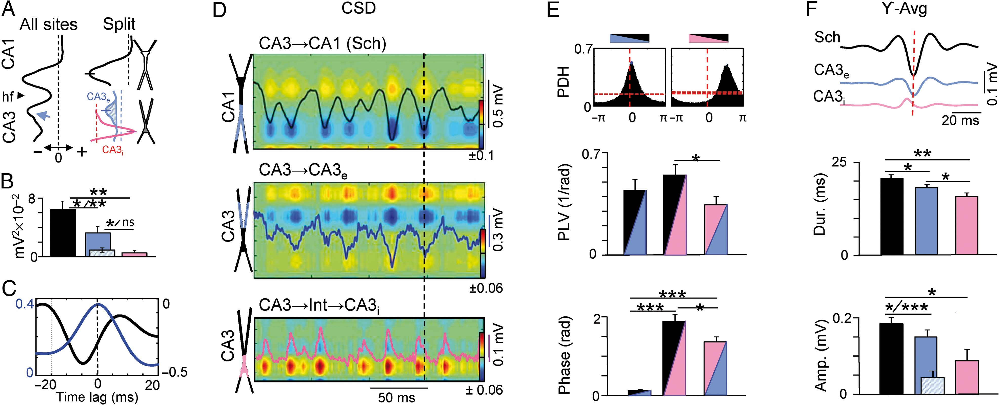 A
All sites
Split
CA1
hf
CA3
CA3e
CA3i
− 0 +
B
mV²×10⁻²
8
0
**
*/**
*/ns
C
0.4
0
0
−0.5
−20
0
20
Time lag (ms)
D
CSD
CA3→CA1 (Sch)
CA1
0.5 mV
±0.1
CA3→CA3e
CA3
0.3 mV
±0.06
CA3→Int→CA3i
CA3
0.1 mV
± 0.06
50 ms
E
PDH
0.7
0
−π
0
π
−π
0
π
PLV (1/rad)
0.7
0
*
Phase (rad)
2
0
***
***
*
F
ϒ-Avg
Sch
CA3e
CA3i
0.1 mV
20 ms
Dur. (ms)
25
0
**
*
*
Amp. (mV)
0.2
0
*
*/***